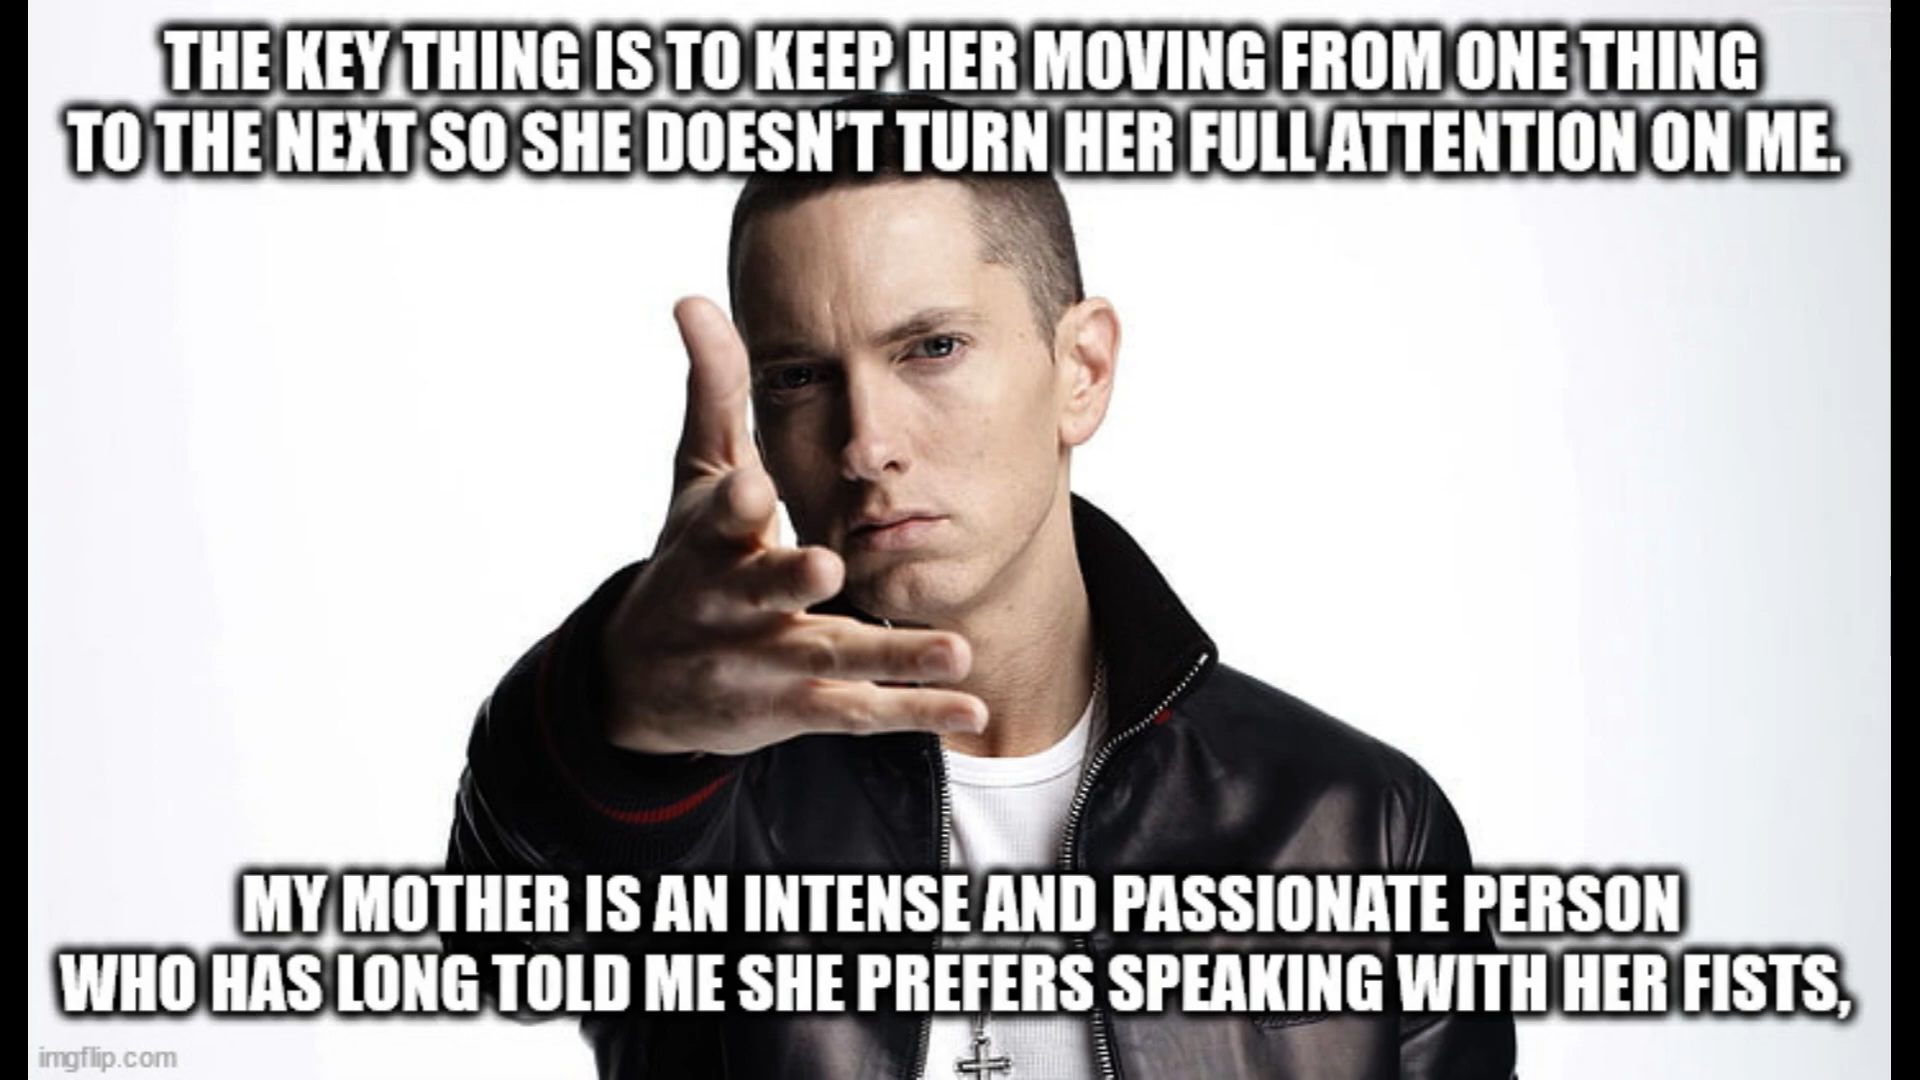 THE KEY THING IS TO KEEP HER MOVING FROM ONE THING
TO THE NEXT SO SHE DOESN'T TURN HER FULL ATTENTION ON ME.
MY MOTHER IS AN INTENSE AND PASSIONATE PERSON
WHO HAS LONG TOLD ME SHE PREFERS SPEAKING WITH HER FISTS,
imgflip.com